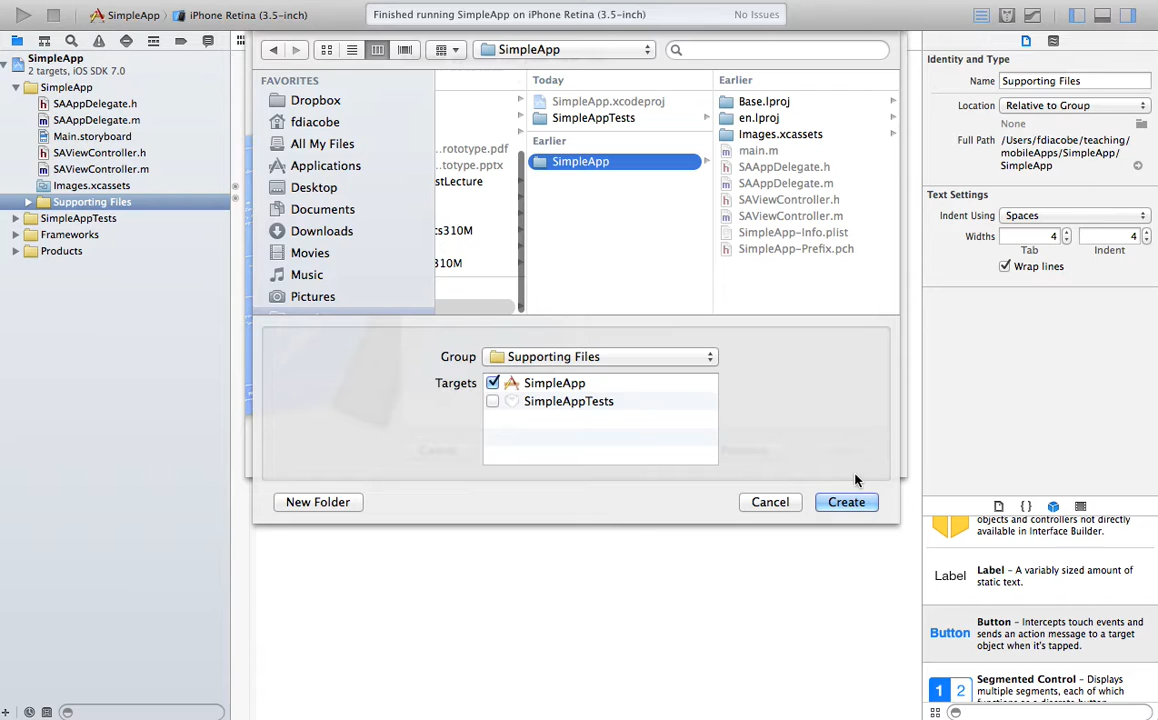 SimpleApp
iPhone Retina (3.5-inch)
Finished running SimpleApp on iPhone Retina (3.5-inch)
No Issues
SimpleApp
2 targets, iOS SDK 7.0
SimpleApp
SAAppDelegate.h
SAAppDelegate.m
Main.storyboard
SAViewController.h
SAViewController.m
Images.xcassets
Supporting Files
SimpleAppTests
Frameworks
Products
SimpleApp
FAVORITES
Dropbox
fdiacobe
All My Files
Applications
Desktop
Documents
Downloads
Movies
Music
Pictures
...rototype.pdf
...totype.pptx
stLecture
ts310M
310M
Today
SimpleApp.xcodeproj
SimpleAppTests
Earlier
SimpleApp
Earlier
Base.lproj
en.lproj
Images.xcassets
main.m
SAAppDelegate.h
SAAppDelegate.m
SAViewController.h
SAViewController.m
SimpleApp-Info.plist
SimpleApp-Prefix.pch
Group
Supporting Files
Targets
SimpleApp
SimpleAppTests
New Folder
Cancel
Create
Identity and Type
Name Supporting Files
Location Relative to Group
None
Full Path /Users/fdiacobe/teaching/
mobileApps/SimpleApp/
SimpleApp
Text Settings
Indent Using Spaces
Widths 4 4
Tab Indent
Wrap lines
objects and controllers not directly
available in Interface Builder.
Label
Label – A variably sized amount of
static text.
Button
Button – Intercepts touch events and
sends an action message to a target
object when it's tapped.
1 2
Segmented Control – Displays
multiple segments, each of which